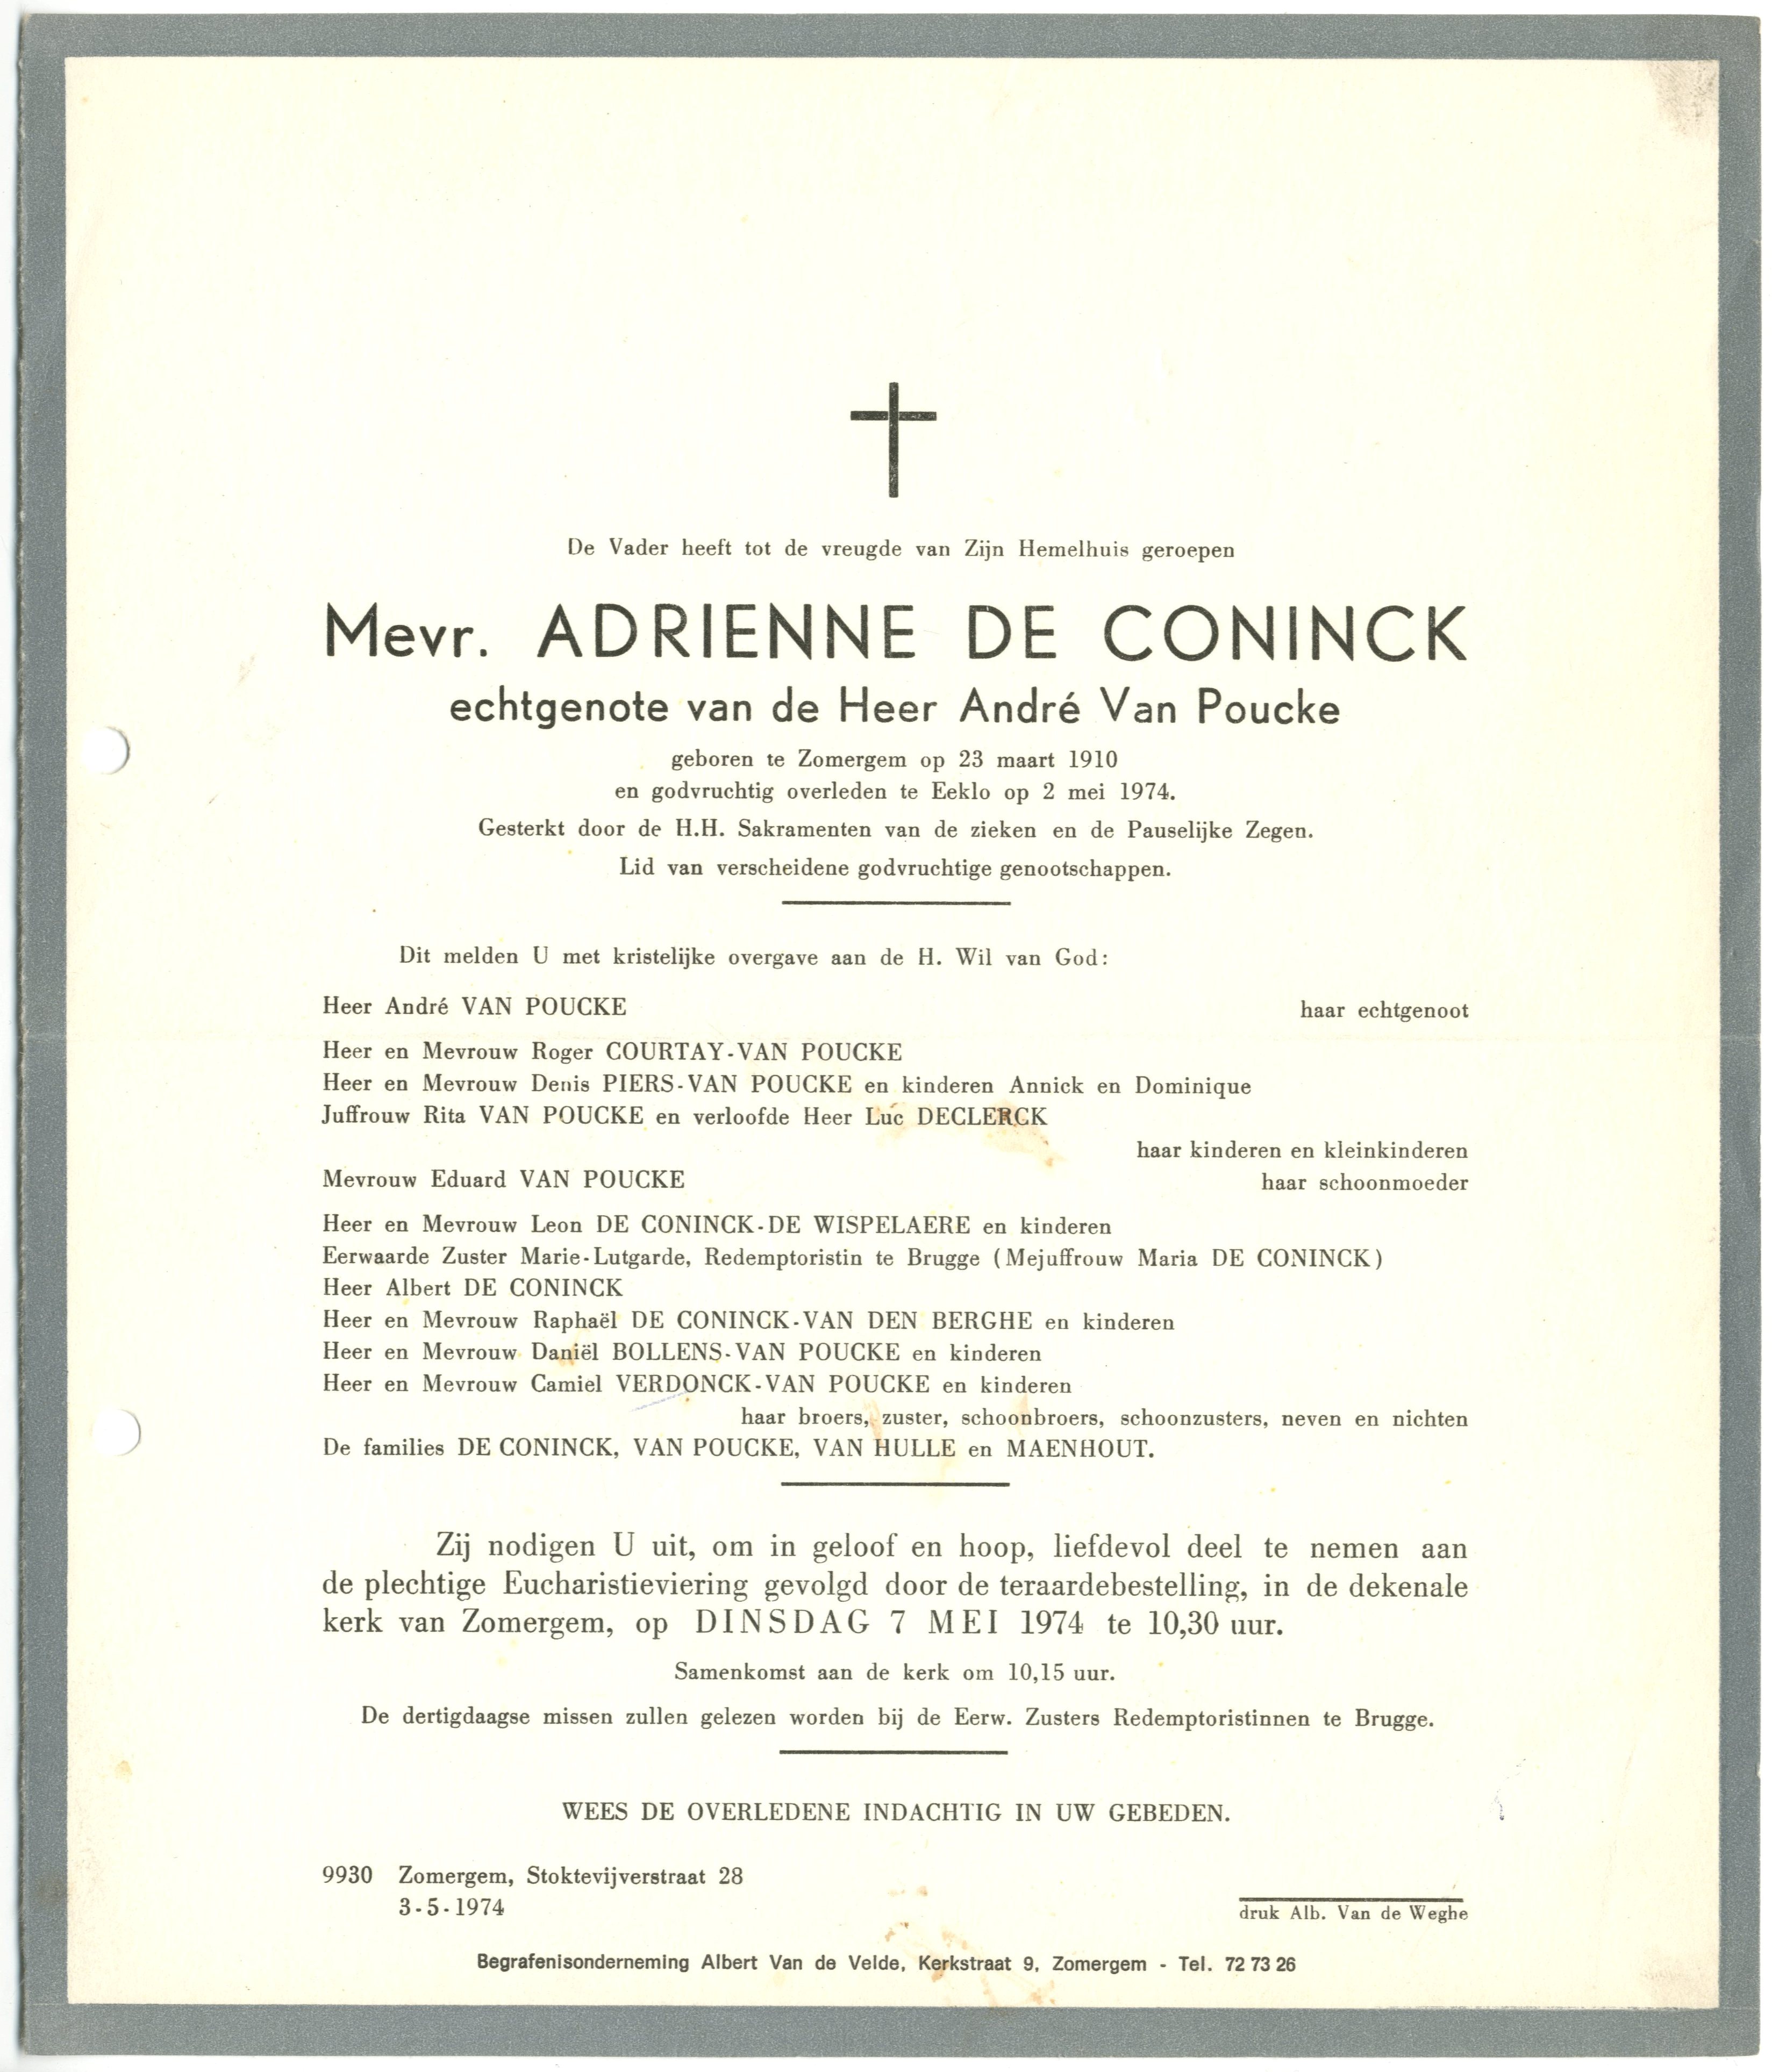 De Vader heeft tot de vreugde van Zijn Hemelhuis geroepen
Mevr. ADRIENNE DE CONINCK
echtgenote van de Heer André Van Poucke
geboren te Zomergem op 23 maart 1910
en godvruchtig overleden te Eeklo op 2 mei 1974.
Gesterkt door de H.H. Sakramenten van de zieken en de Pauselijke Zegen.
Lid van verscheidene godvruchtige genootschappen.
Dit melden U met kristelijke overgave aan de H. Wil van God:
Heer André VAN POUCKE haar echtgenoot
Heer en Mevrouw Roger COURTAY-VAN POUCKE
Heer en Mevrouw Denis PIERS-VAN POUCKE en kinderen Annick en Dominique
Juffrouw Rita VAN POUCKE en verloofde Heer Luc DECLERCK
haar kinderen en kleinkinderen
Mevrouw Eduard VAN POUCKE haar schoonmoeder
Heer en Mevrouw Leon DE CONINCK-DE WISPELAERE en kinderen
Eerwaarde Zuster Marie-Lutgarde, Redemptoristin te Brugge (Mejuffrouw Maria DE CONINCK)
Heer Albert DE CONINCK
Heer en Mevrouw Raphaël DE CONINCK-VAN DEN BERGHE en kinderen
Heer en Mevrouw Daniël BOLLENS-VAN POUCKE en kinderen
Heer en Mevrouw Camiel VERDONCK-VAN POUCKE en kinderen
haar broers, zuster, schoonbroers, schoonzusters, neven en nichten
De families DE CONINCK, VAN POUCKE, VAN HULLE en MAENHOUT.
Zij nodigen U uit, om in geloof en hoop, liefdevol deel te nemen aan
de plechtige Eucharistieviering gevolgd door de teraardebestelling, in de dekenale
kerk van Zomergem, op DINSDAG 7 MEI 1974 te 10,30 uur.
Samenkomst aan de kerk om 10,15 uur.
De dertigdaagse missen zullen gelezen worden bij de Eerw. Zusters Redemptoristinnen te Brugge.
WEES DE OVERLEDENE INDACHTIG IN UW GEBEDEN.
9930 Zomergem, Stoktevijverstraat 28
3-5-1974
druk Alb. Van de Weghe
Begrafenisonderneming Albert Van de Velde, Kerkstraat 9, Zomergem - Tel. 72 73 26